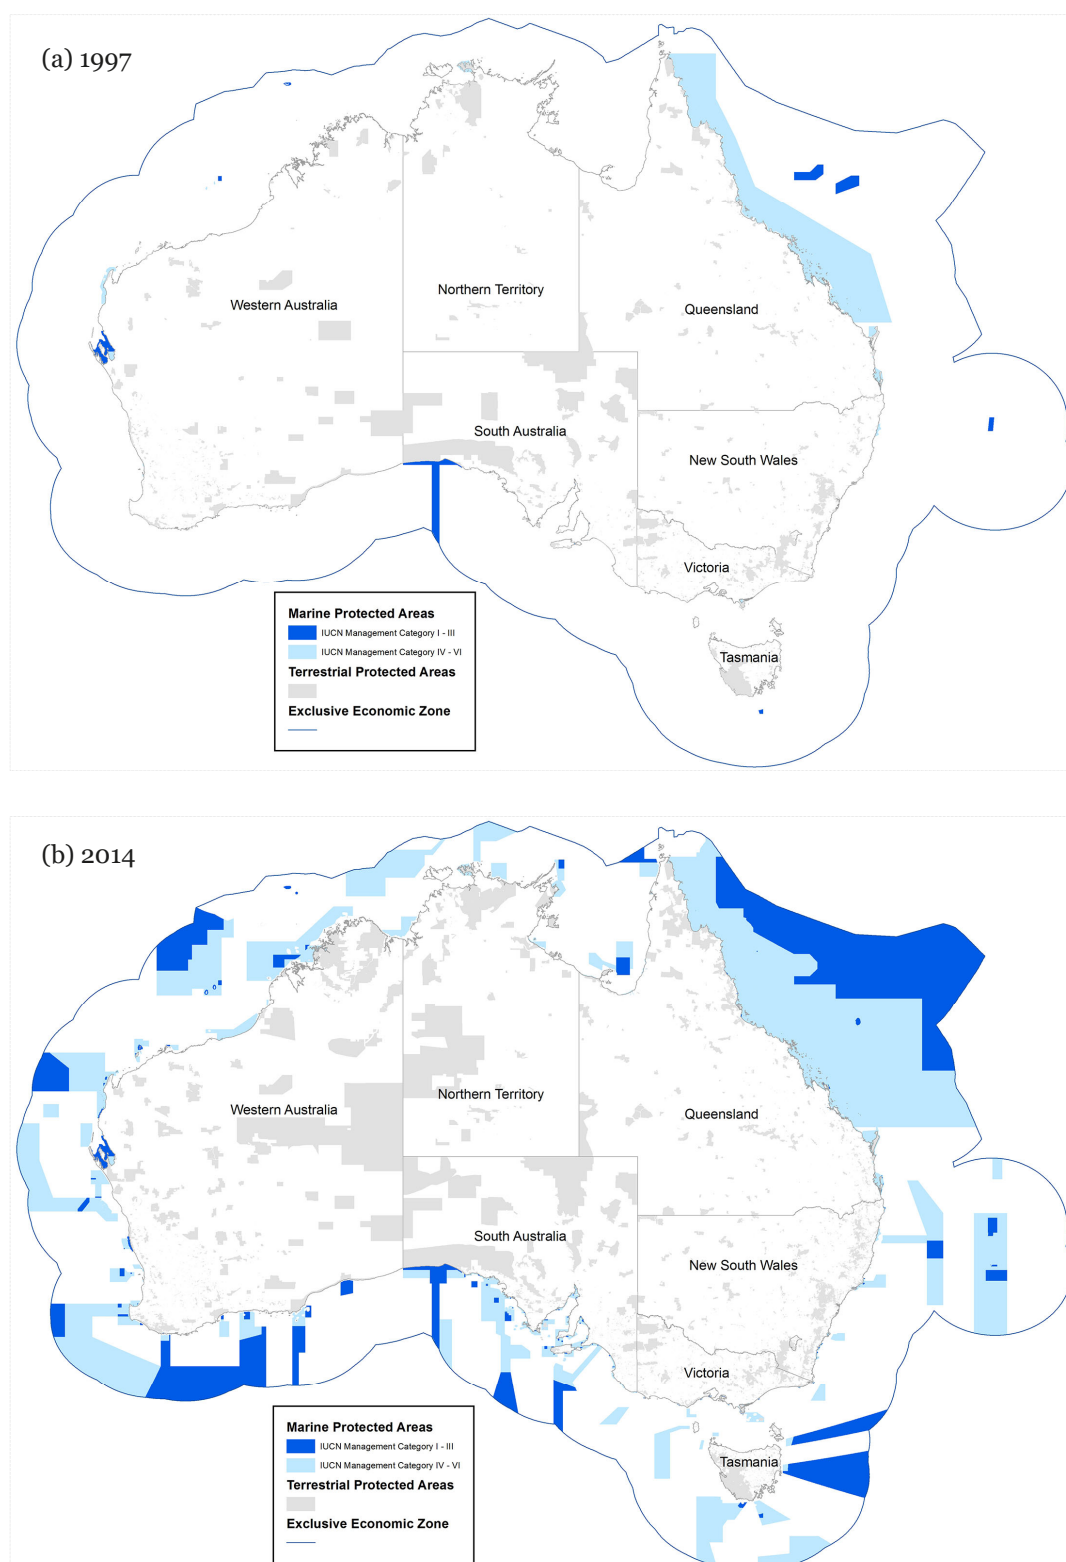 (a) 1997
Western Australia
Northern Territory
Queensland
South Australia
New South Wales
Victoria
Tasmania
Marine Protected Areas
IUCN Management Category I - III
IUCN Management Category IV - VI
Terrestrial Protected Areas
Exclusive Economic Zone
(b) 2014
Western Australia
Northern Territory
Queensland
South Australia
New South Wales
Victoria
Tasmania
Marine Protected Areas
IUCN Management Category I - III
IUCN Management Category IV - VI
Terrestrial Protected Areas
Exclusive Economic Zone